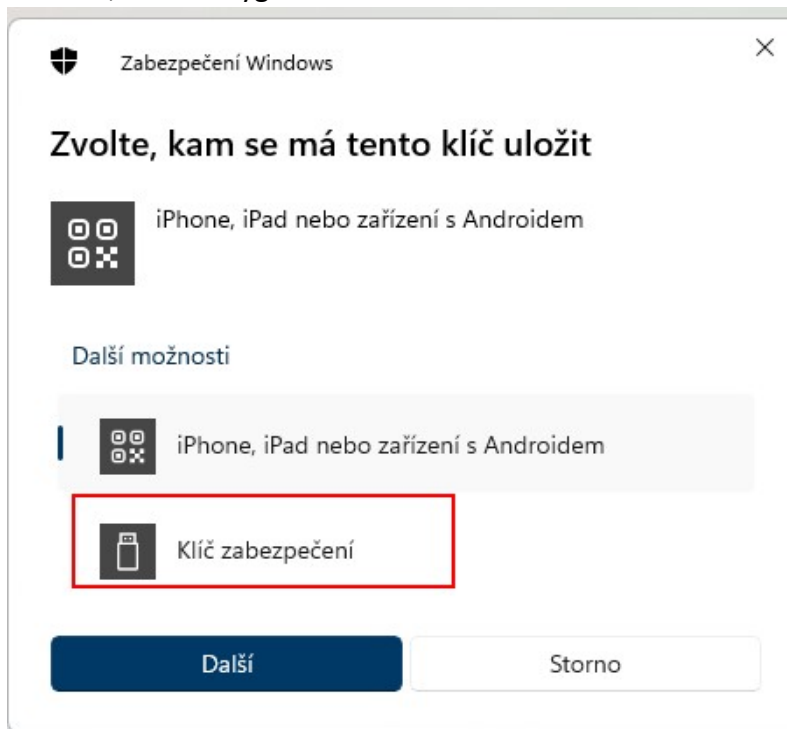 Zabezpečení Windows
Zvolte, kam se má tento klíč uložit
iPhone, iPad nebo zařízení s Androidem
Další možnosti
iPhone, iPad nebo zařízení s Androidem
Klíč zabezpečení
Další
Storno